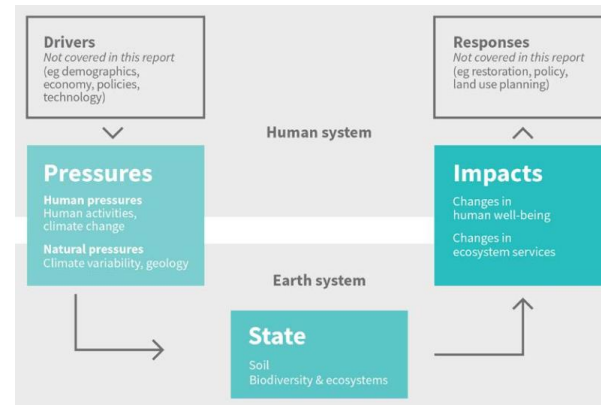 Drivers
Not covered in this report
(eg demographics,
economy, policies,
technology)
Responses
Not covered in this report
(eg restoration, policy,
land use planning)
Human system
Pressures
Human pressures
Human activities,
climate change
Natural pressures
Climate variability, geology
Impacts
Changes in
human well-being
Changes in
ecosystem services
Earth system
State
Soil
Biodiversity & ecosystems